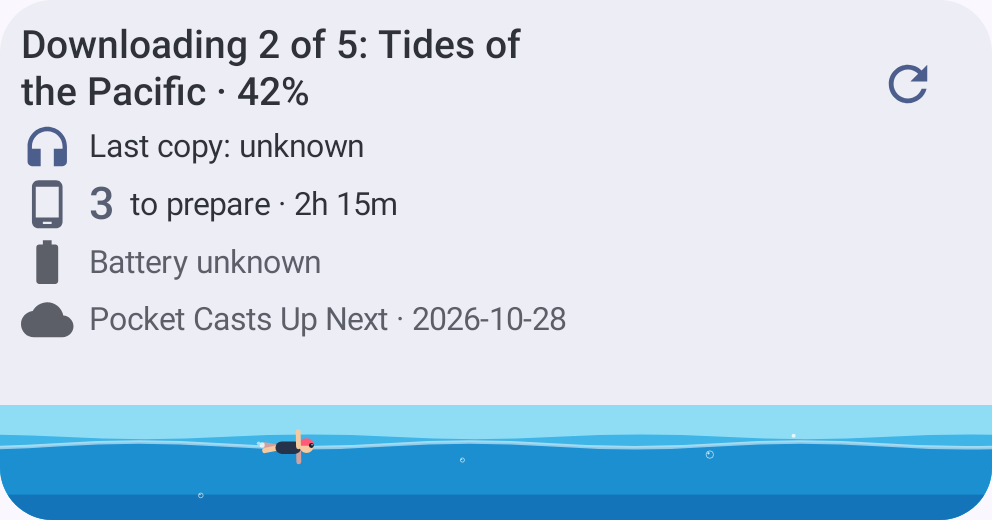 Downloading 2 of 5: Tides of
the Pacific · 42%
Last copy: unknown
3 to prepare · 2h 15m
Battery unknown
Pocket Casts Up Next · 2026-10-28